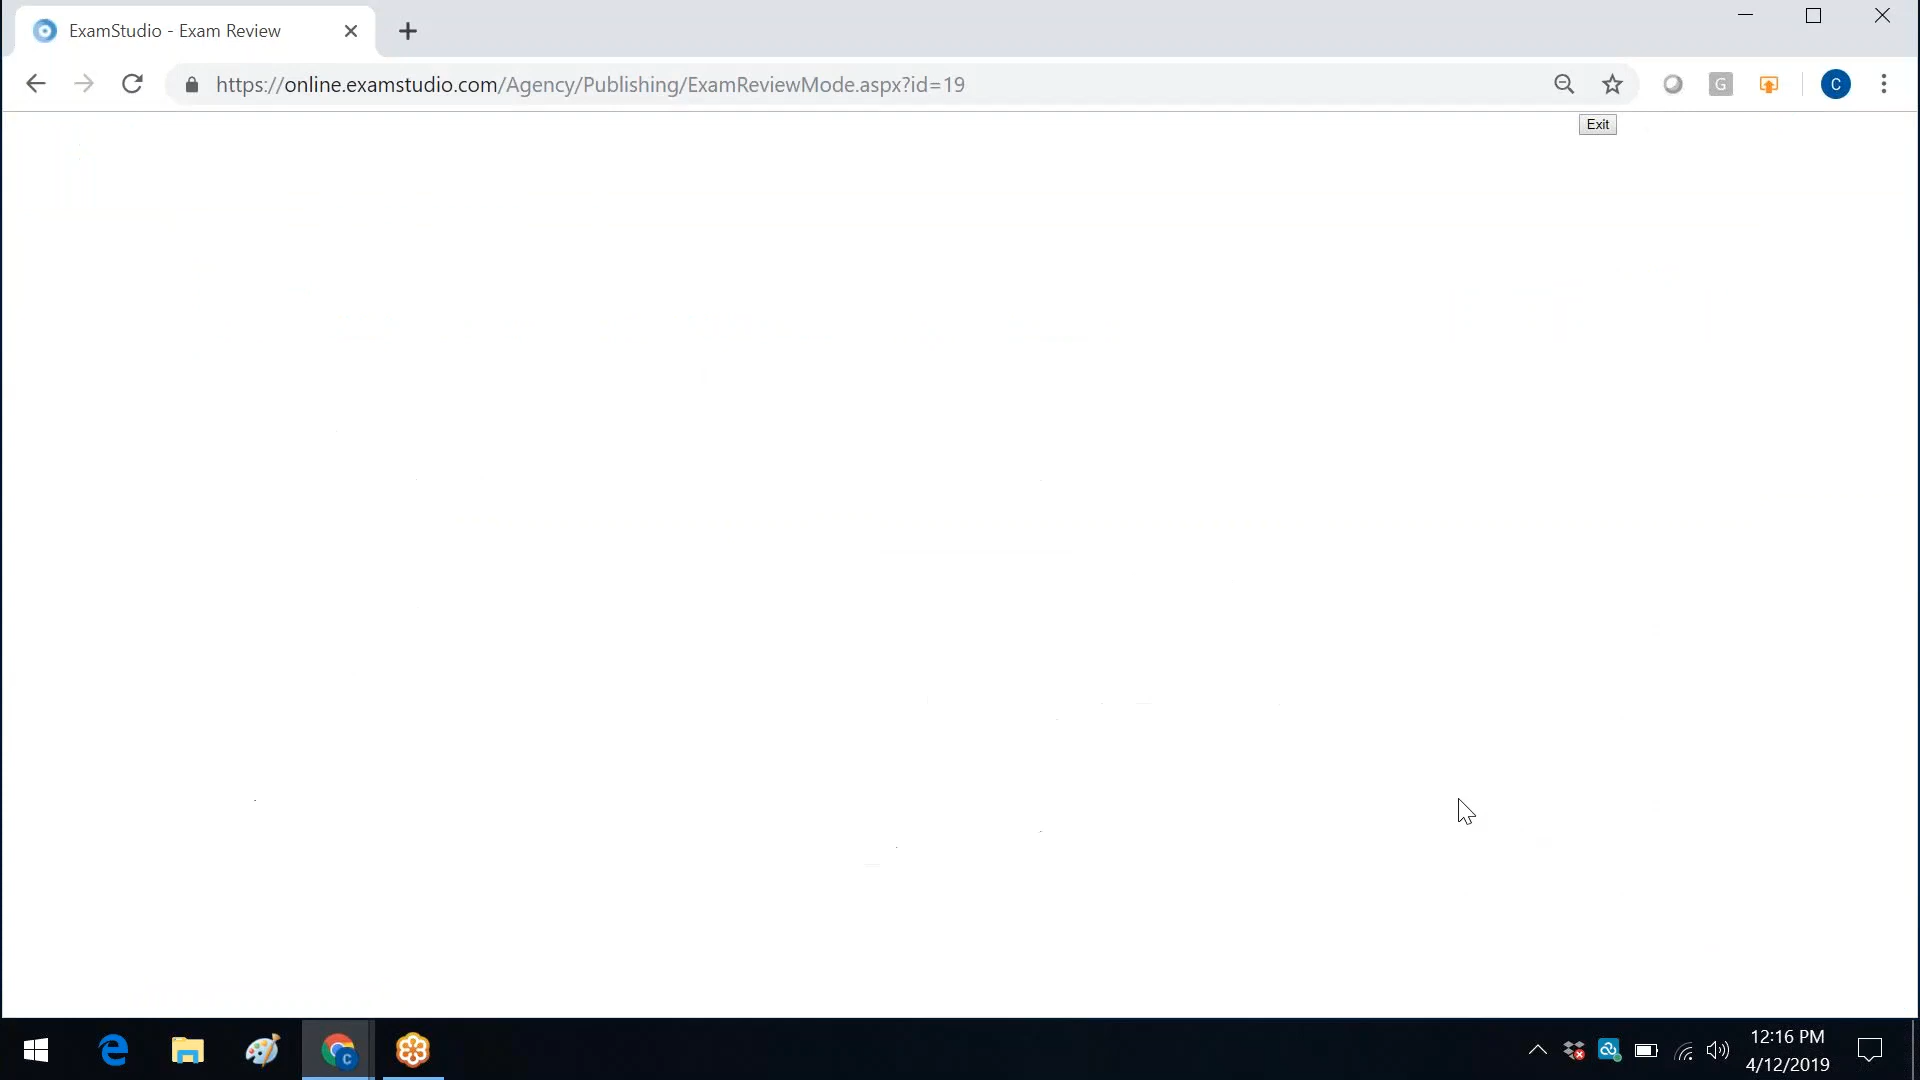 ExamStudio - Exam Review
https://online.examstudio.com/Agency/Publishing/ExamReviewMode.aspx?id=19
G
C
Exit
C
12:16 PM
4/12/2019